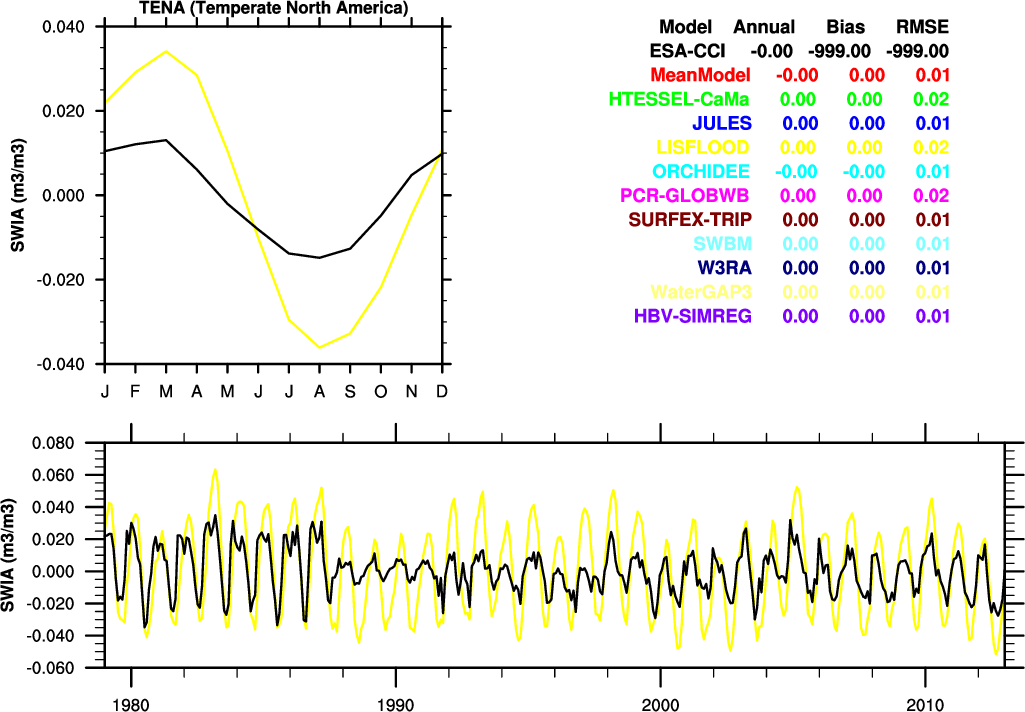 TENA (Temperate North America)
0.040
0.020
0.000
-0.020
-0.040
SWIA (m3/m3)
J F M A M J J A S O N D
Model Annual Bias RMSE
ESA-CCI -0.00 -999.00 -999.00
MeanModel -0.00 0.00 0.01
HTESSEL-CaMa 0.00 0.00 0.02
JULES 0.00 0.00 0.01
LISFLOOD 0.00 0.00 0.02
ORCHIDEE -0.00 -0.00 0.01
PCR-GLOBWB 0.00 0.00 0.02
SURFEX-TRIP 0.00 0.00 0.01
SWBM 0.00 0.00 0.01
W3RA 0.00 0.00 0.01
WaterGAP3 0.00 0.00 0.01
HBV-SIMREG 0.00 0.00 0.01
0.080
0.060
0.040
0.020
0.000
-0.020
-0.040
-0.060
SWIA (m3/m3)
1980 1990 2000 2010